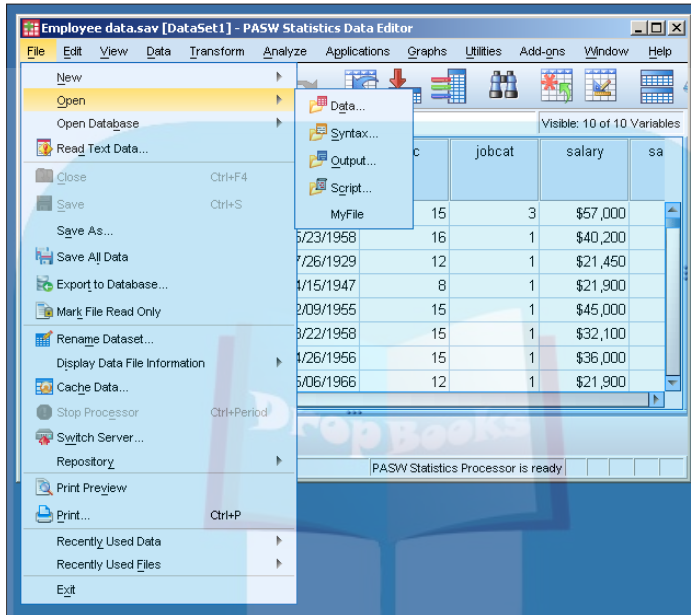 Employee data.sav [DataSet1] - PASW Statistics Data Editor
File Edit View Data Transform Analyze Applications Graphs Utilities Add-ons Window Help
New
Open
Open Database
Read Text Data...
Close Ctrl+F4
Save Ctrl+S
Save As...
Save All Data
Export to Database...
Mark File Read Only
Rename Dataset...
Display Data File Information
Cache Data...
Stop Processor Ctrl+Period
Switch Server...
Repository
Print Preview
Print... Ctrl+P
Recently Used Data
Recently Used Files
Exit
Data...
Syntax...
Output...
Script...
MyFile
Visible: 10 of 10 Variables
c jobcat salary sa
15 3 $57,000
5/23/1958 16 1 $40,200
7/26/1929 12 1 $21,450
4/15/1947 8 1 $21,900
2/09/1955 15 1 $45,000
8/22/1958 15 1 $32,100
4/26/1956 15 1 $36,000
5/06/1966 12 1 $21,900
PASW Statistics Processor is ready
DropBooks